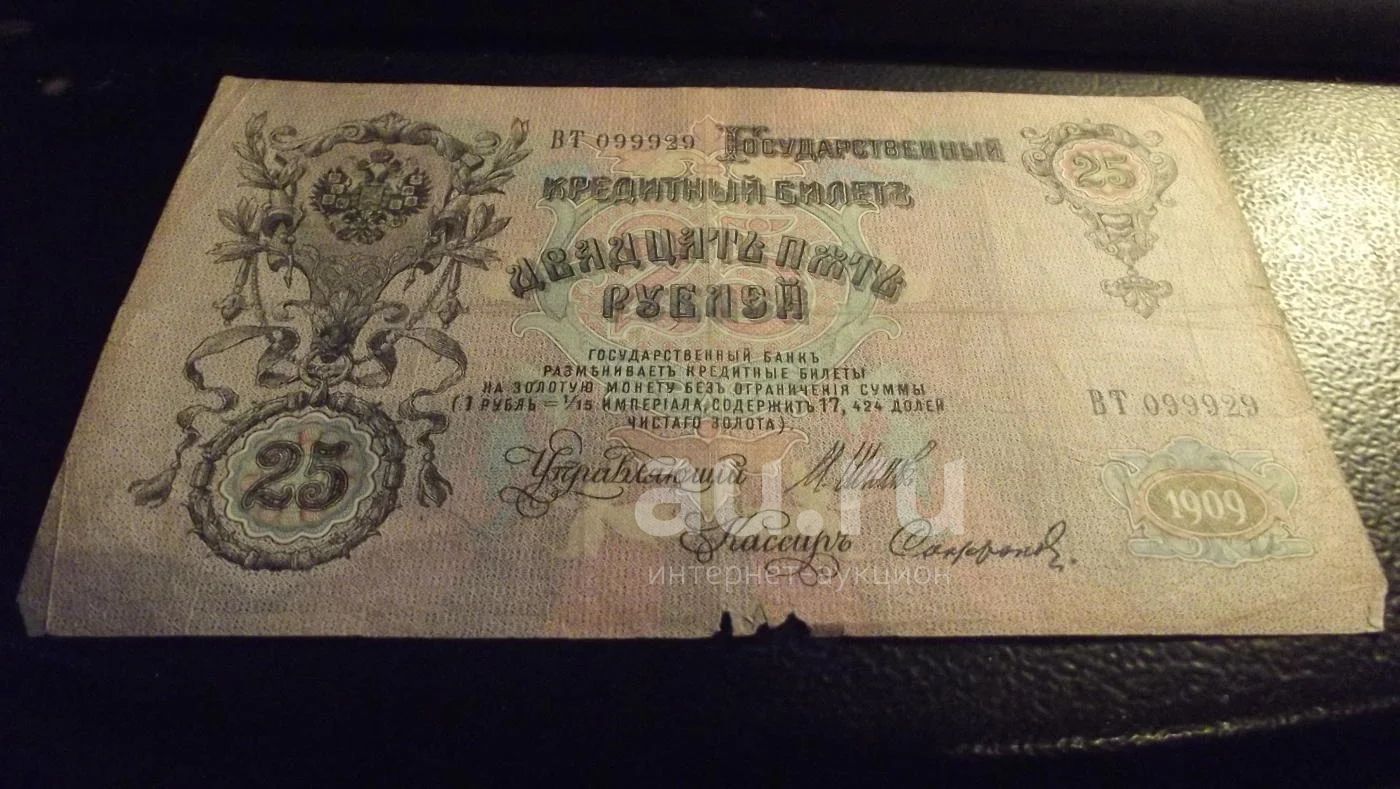 ВТ 099929 Государственный
Кредитный Билетъ
25
Двадцать пять
рублей
Государственный Банкъ
размѣниваетъ кредитные билеты
на золотую монету безъ ограниченія суммы
(1 рубль = 1/15 имперіала, содержитъ 17, 424 долей
чистаго золота).
ВТ 099929
25
Управляющій
Кассиръ
1909
au.ru
интернет-аукцион